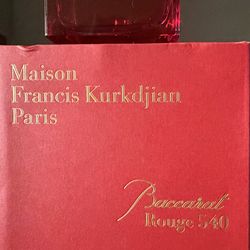 Maison
Francis Kurkdjian
Paris
Baccarat
Rouge 540